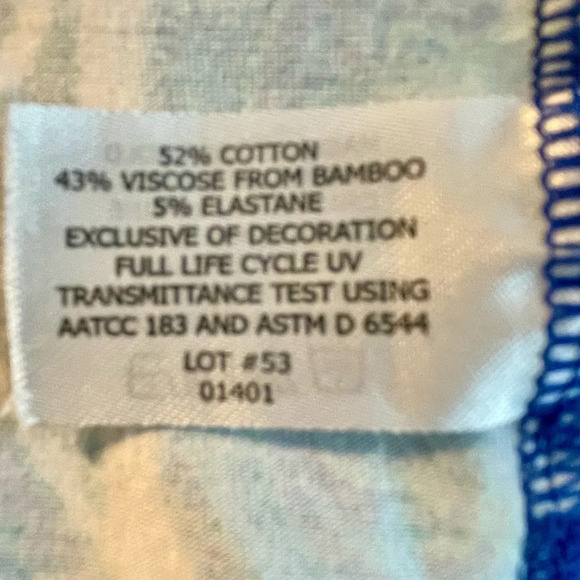 52% COTTON
43% VISCOSE FROM BAMBOO
5% ELASTANE
EXCLUSIVE OF DECORATION
FULL LIFE CYCLE UV
TRANSMITTANCE TEST USING
AATCC 183 AND ASTM D 6544
LOT #53
01401